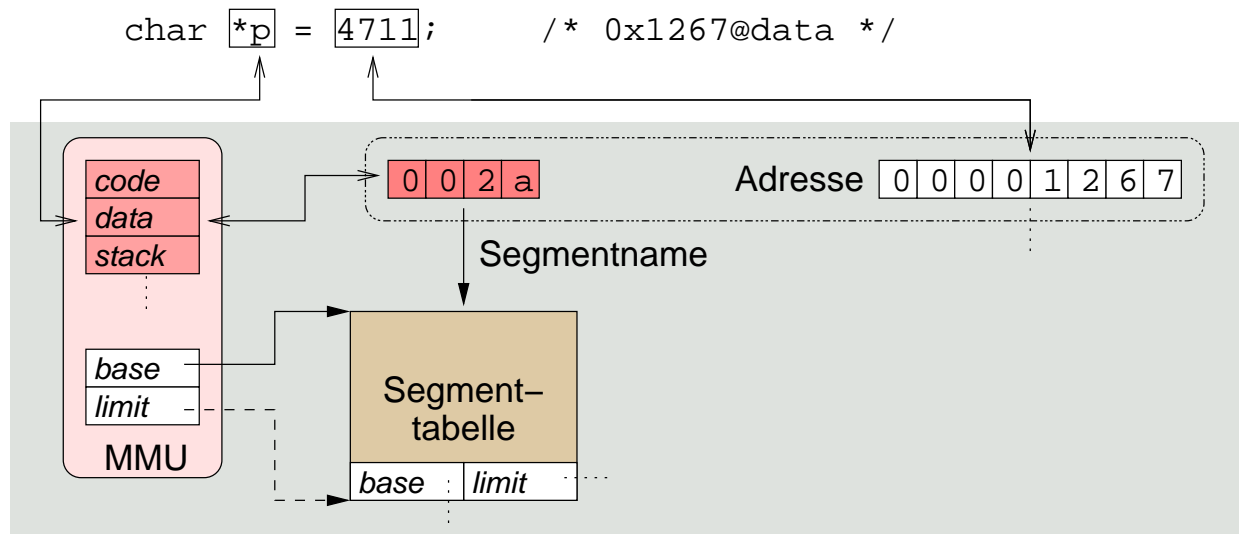 char *p = 4711; /* 0x1267@data */
code
data
stack
0 0 2 a
Adresse 0 0 0 0 1 2 6 7
Segmentname
base
limit
MMU
Segment–
tabelle
base limit